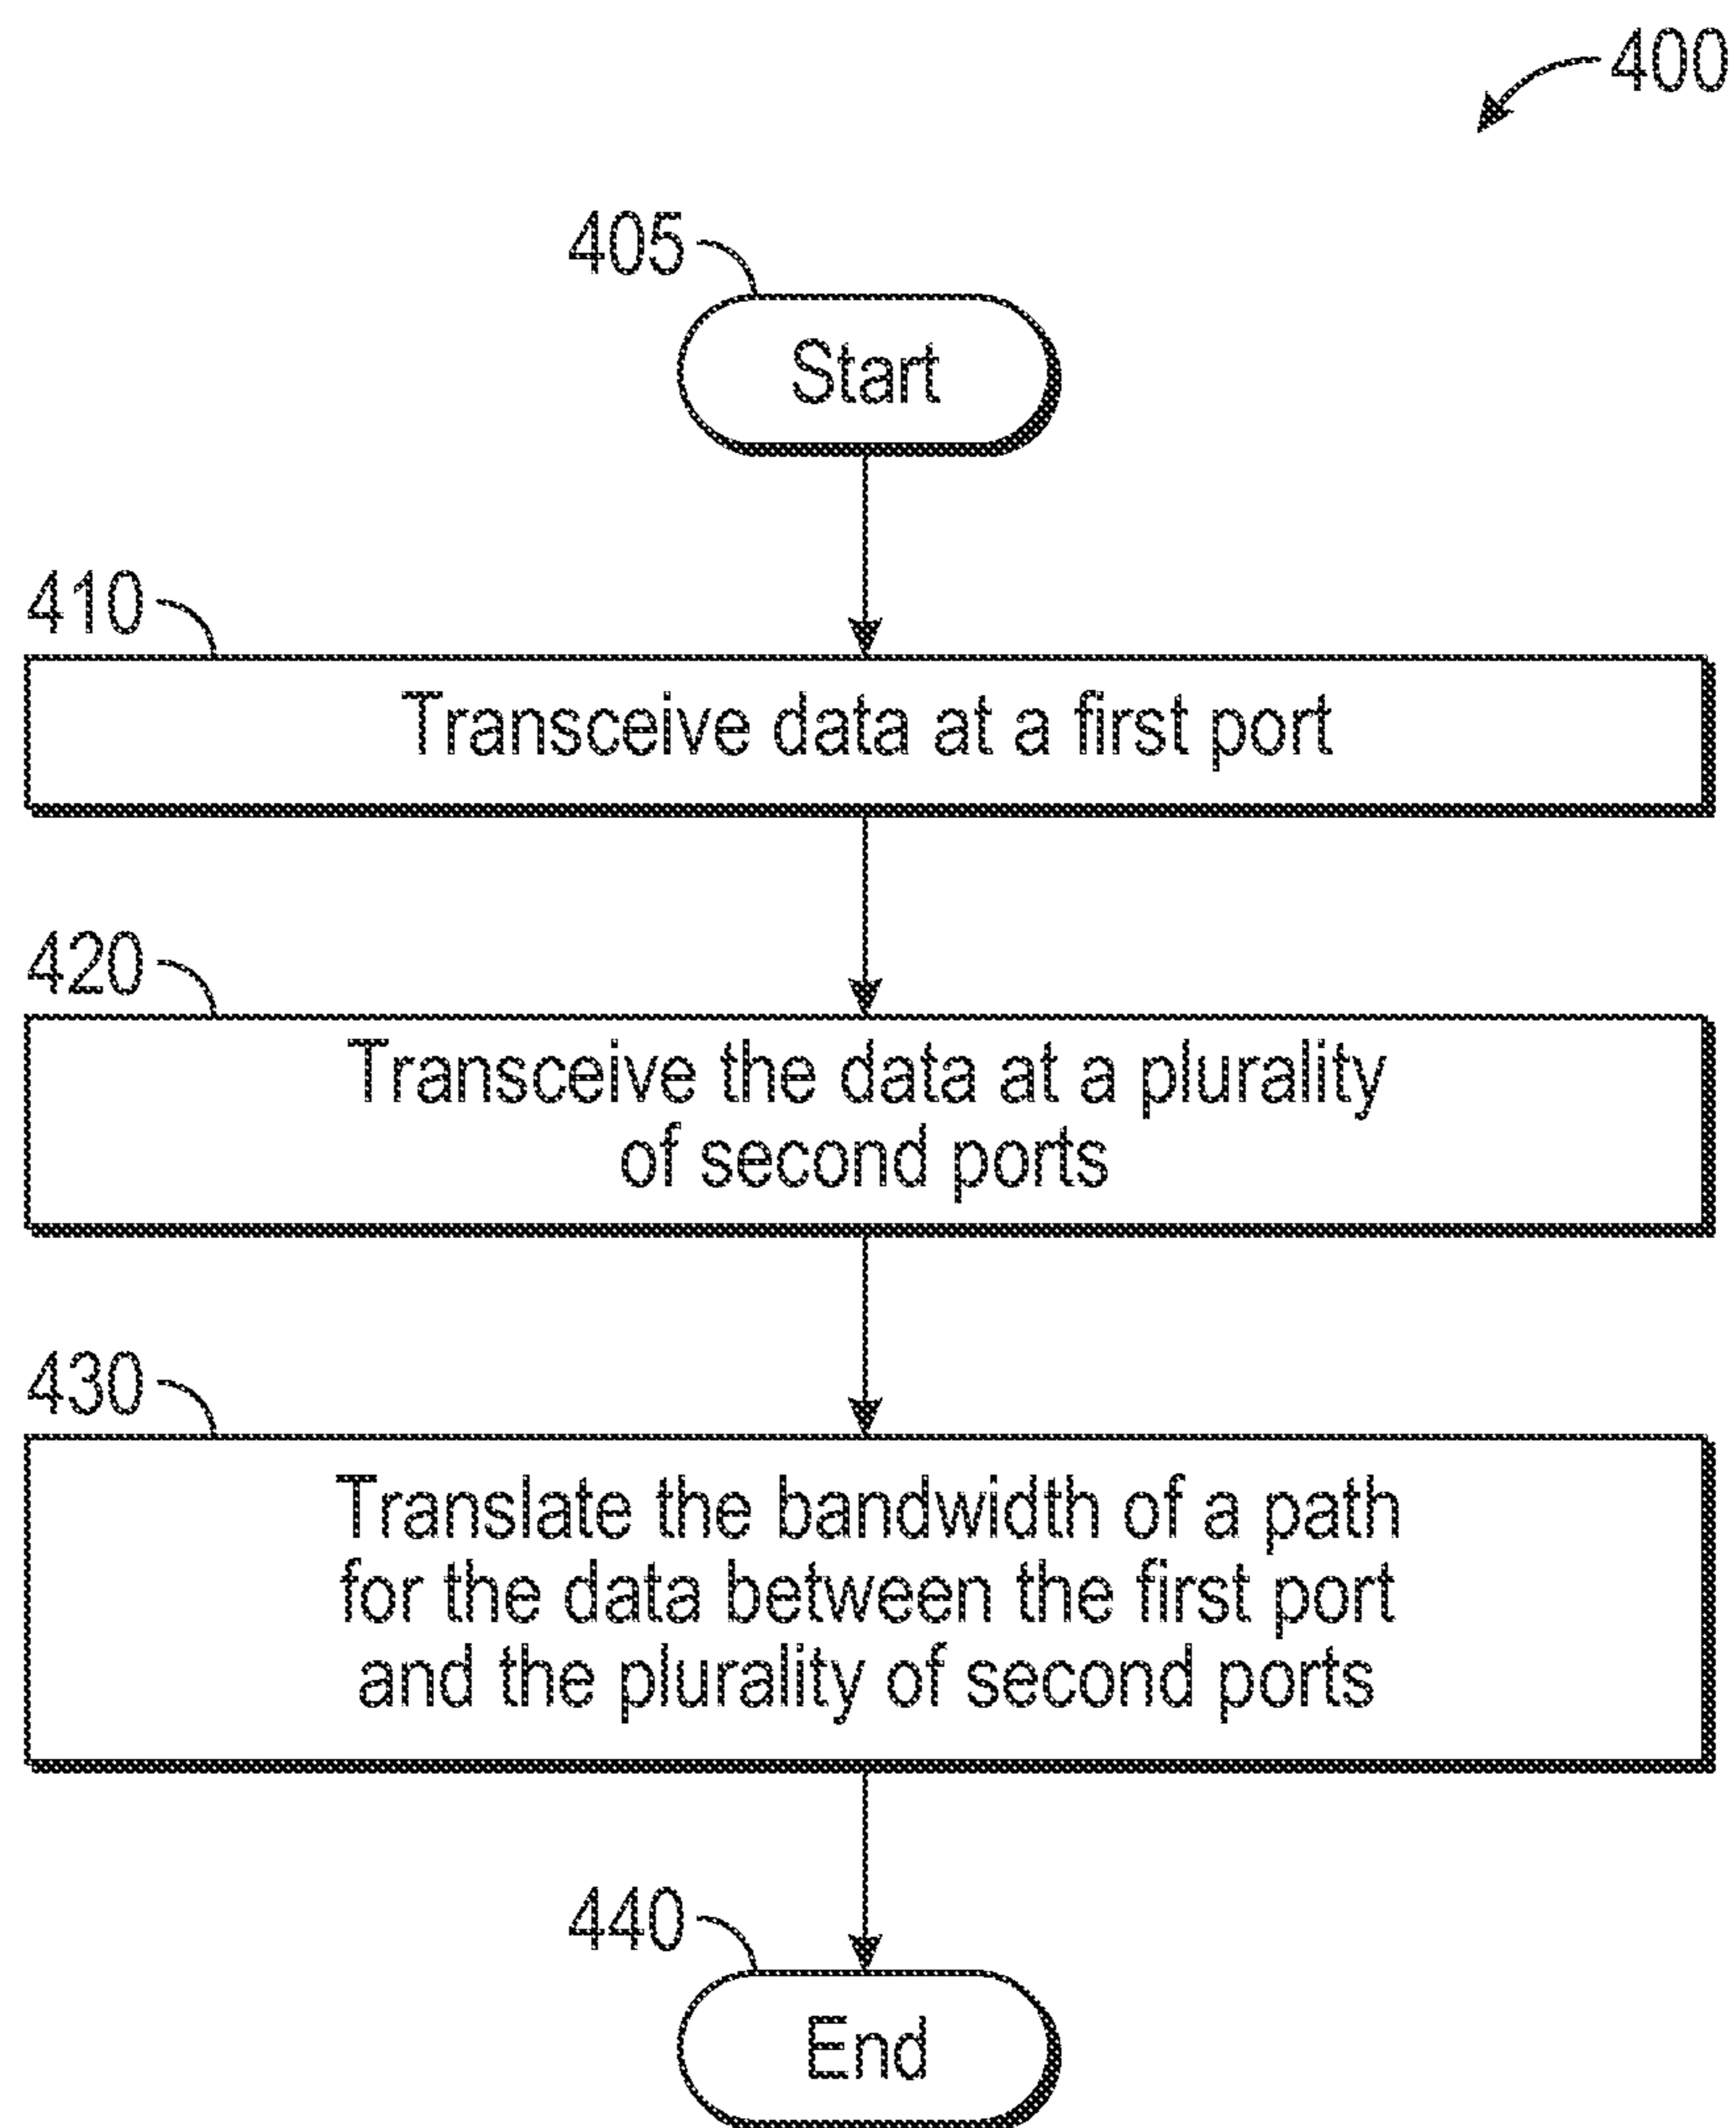 400
405
Start
410
Transceive data at a first port
420
Transceive the data at a plurality
of second ports
430
Translate the bandwidth of a path
for the data between the first port
and the plurality of second ports
440
End